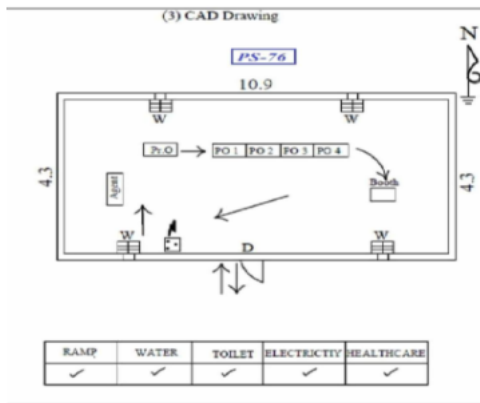 (3) CAD Drawing
PS-76
N
10.9
W W
Pr.O PO 1 PO 2 PO 3 PO 4
4.3 Agent Booth 4.3
W W
D
RAMP WATER TOILET ELECTRICTIY HEALTHCARE
✓ ✓ ✓ ✓ ✓